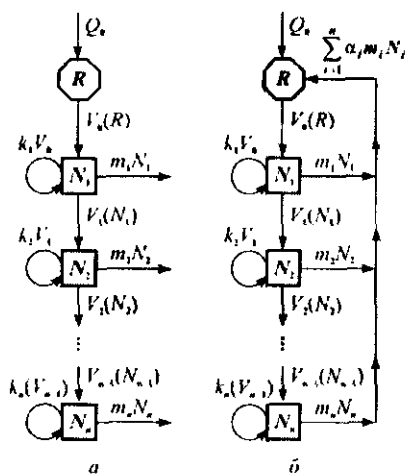 Q₀ Q₀
∑ⁿᵢ₌₁ αᵢmᵢNᵢ
R R
V₀(R) V₀(R)
k₁V₀ N₁ m₁N₁ k₁V₀ N₁ m₁N₁
V₁(N₁) V₁(N₁)
k₂V₁ N₂ m₂N₂ k₂V₁ N₂ m₂N₂
V₂(N₂) V₂(N₂)
⋮ ⋮
Vₙ₋₁(Nₙ₋₁) Vₙ₋₁(Nₙ₋₁)
kₙ(Vₙ₋₁) Nₙ mₙNₙ kₙ(Vₙ₋₁) Nₙ mₙNₙ
а б